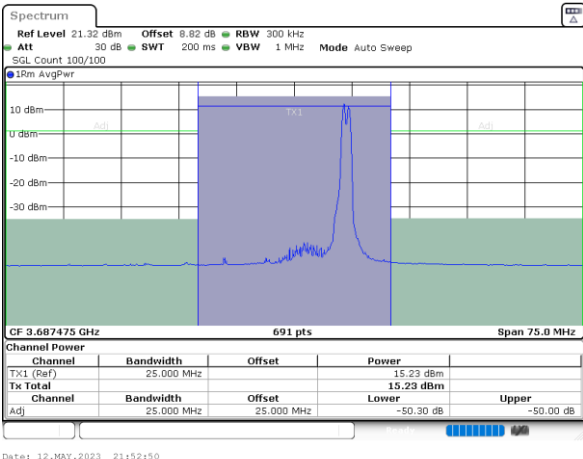 Spectrum
Ref Level 21.32 dBm Offset 8.82 dB RBW 300 kHz
Att 30 dB SWT 200 ms VBW 1 MHz Mode Auto Sweep
SGL Count 100/100
1Rm AvgPwr
10 dBm
TX1
Adj Adj
0 dBm
-10 dBm
-20 dBm
-30 dBm
CF 3.687475 GHz 691 pts Span 75.0 MHz
Channel Power
Channel Bandwidth Offset Power
TX1 (Ref) 25.000 MHz 15.23 dBm
Tx Total 15.23 dBm
Channel Bandwidth Offset Lower Upper
Adj 25.000 MHz 25.000 MHz -50.30 dB -50.00 dB
Date: 12.MAY.2023 21:52:50